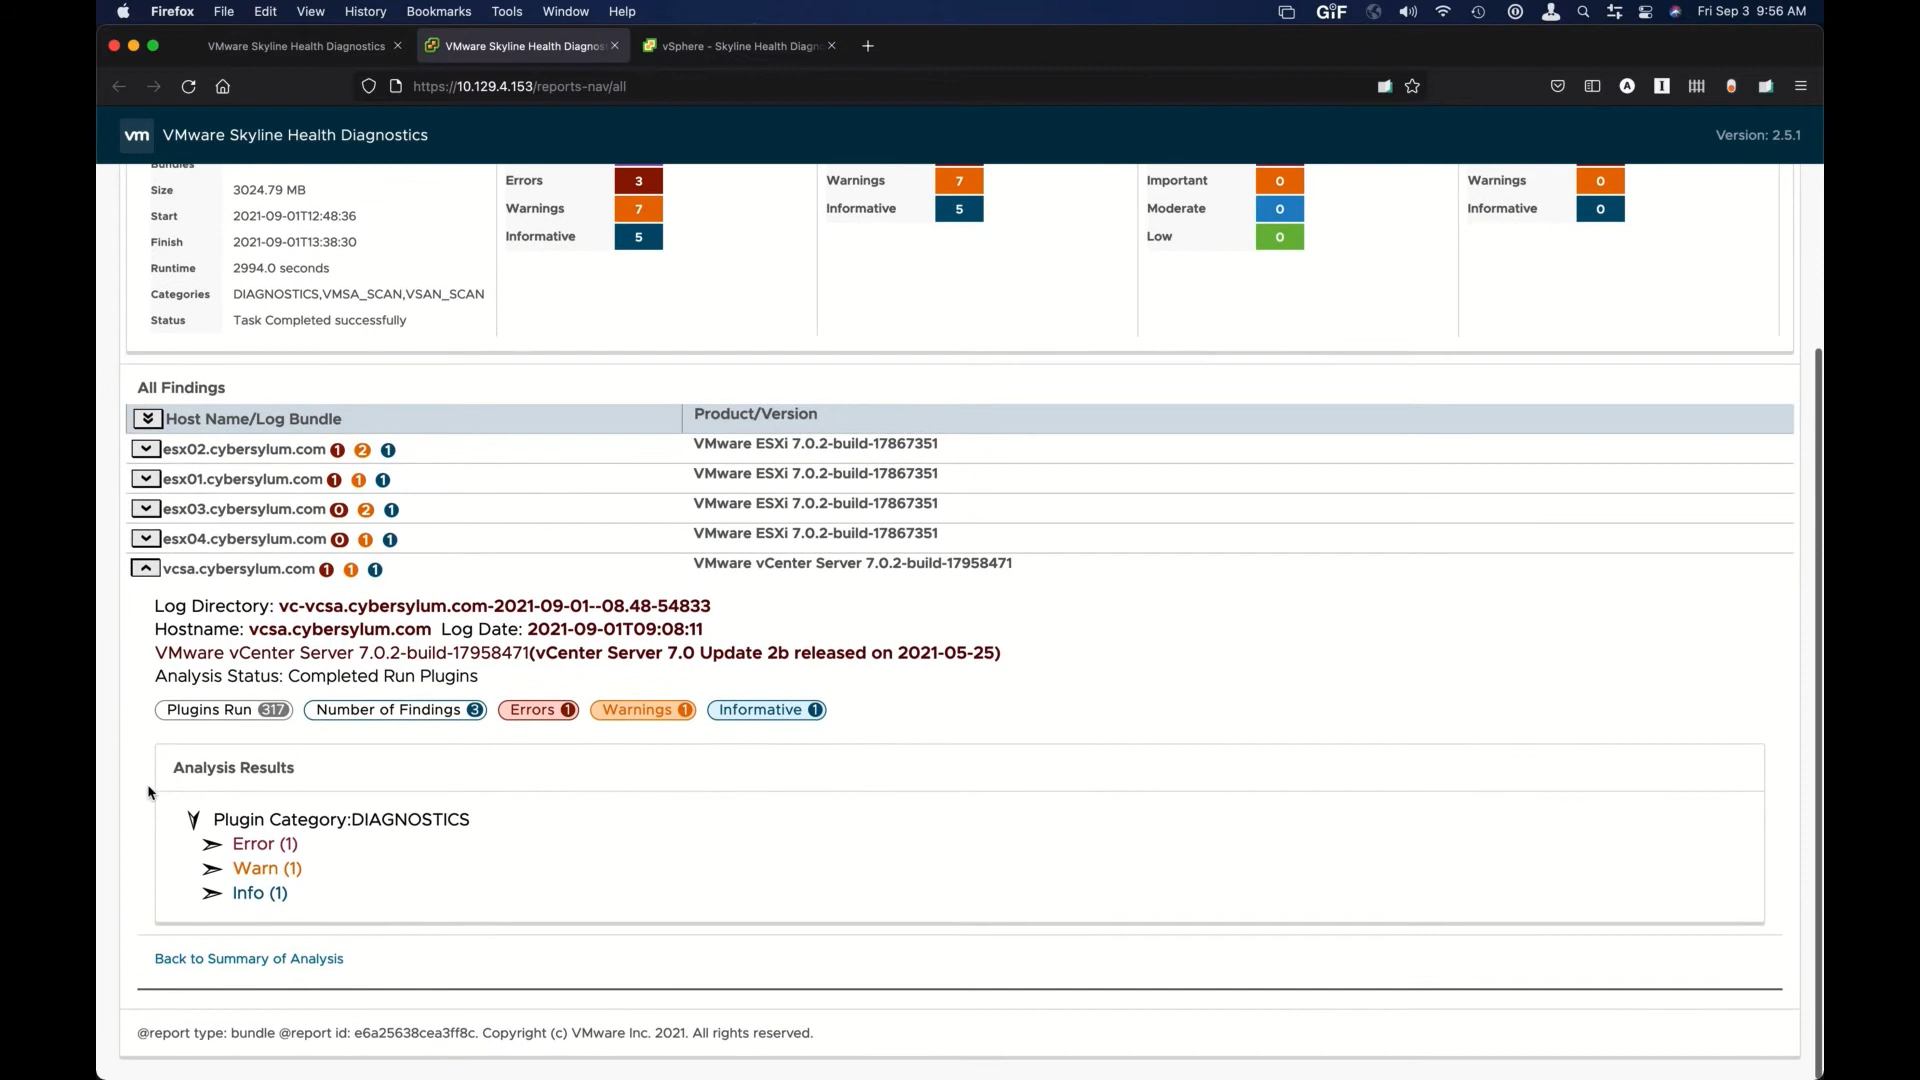 Firefox File Edit View History Bookmarks Tools Window Help GIF Fri Sep 3 9:56 AM
VMware Skyline Health Diagnostics VMware Skyline Health Diagnos vSphere - Skyline Health Diagn
https://10.129.4.153/reports-nav/all
vm VMware Skyline Health Diagnostics Version: 2.5.1
Bundles
Size 3024.79 MB Errors 3 Warnings 7 Important 0 Warnings 0
Start 2021-09-01T12:48:36 Warnings 7 Informative 5 Moderate 0 Informative 0
Finish 2021-09-01T13:38:30 Informative 5 Low 0
Runtime 2994.0 seconds
Categories DIAGNOSTICS,VMSA_SCAN,VSAN_SCAN
Status Task Completed successfully
All Findings
Host Name/Log Bundle Product/Version
esx02.cybersylum.com 1 2 1 VMware ESXi 7.0.2-build-17867351
esx01.cybersylum.com 1 1 1 VMware ESXi 7.0.2-build-17867351
esx03.cybersylum.com 0 2 1 VMware ESXi 7.0.2-build-17867351
esx04.cybersylum.com 0 1 1 VMware ESXi 7.0.2-build-17867351
vcsa.cybersylum.com 1 1 1 VMware vCenter Server 7.0.2-build-17958471
Log Directory: vc-vcsa.cybersylum.com-2021-09-01--08.48-54833
Hostname: vcsa.cybersylum.com Log Date: 2021-09-01T09:08:11
VMware vCenter Server 7.0.2-build-17958471(vCenter Server 7.0 Update 2b released on 2021-05-25)
Analysis Status: Completed Run Plugins
Plugins Run 317 Number of Findings 3 Errors 1 Warnings 1 Informative 1
Analysis Results
Plugin Category:DIAGNOSTICS
Error (1)
Warn (1)
Info (1)
Back to Summary of Analysis
@report type: bundle @report id: e6a25638cea3ff8c. Copyright (c) VMware Inc. 2021. All rights reserved.